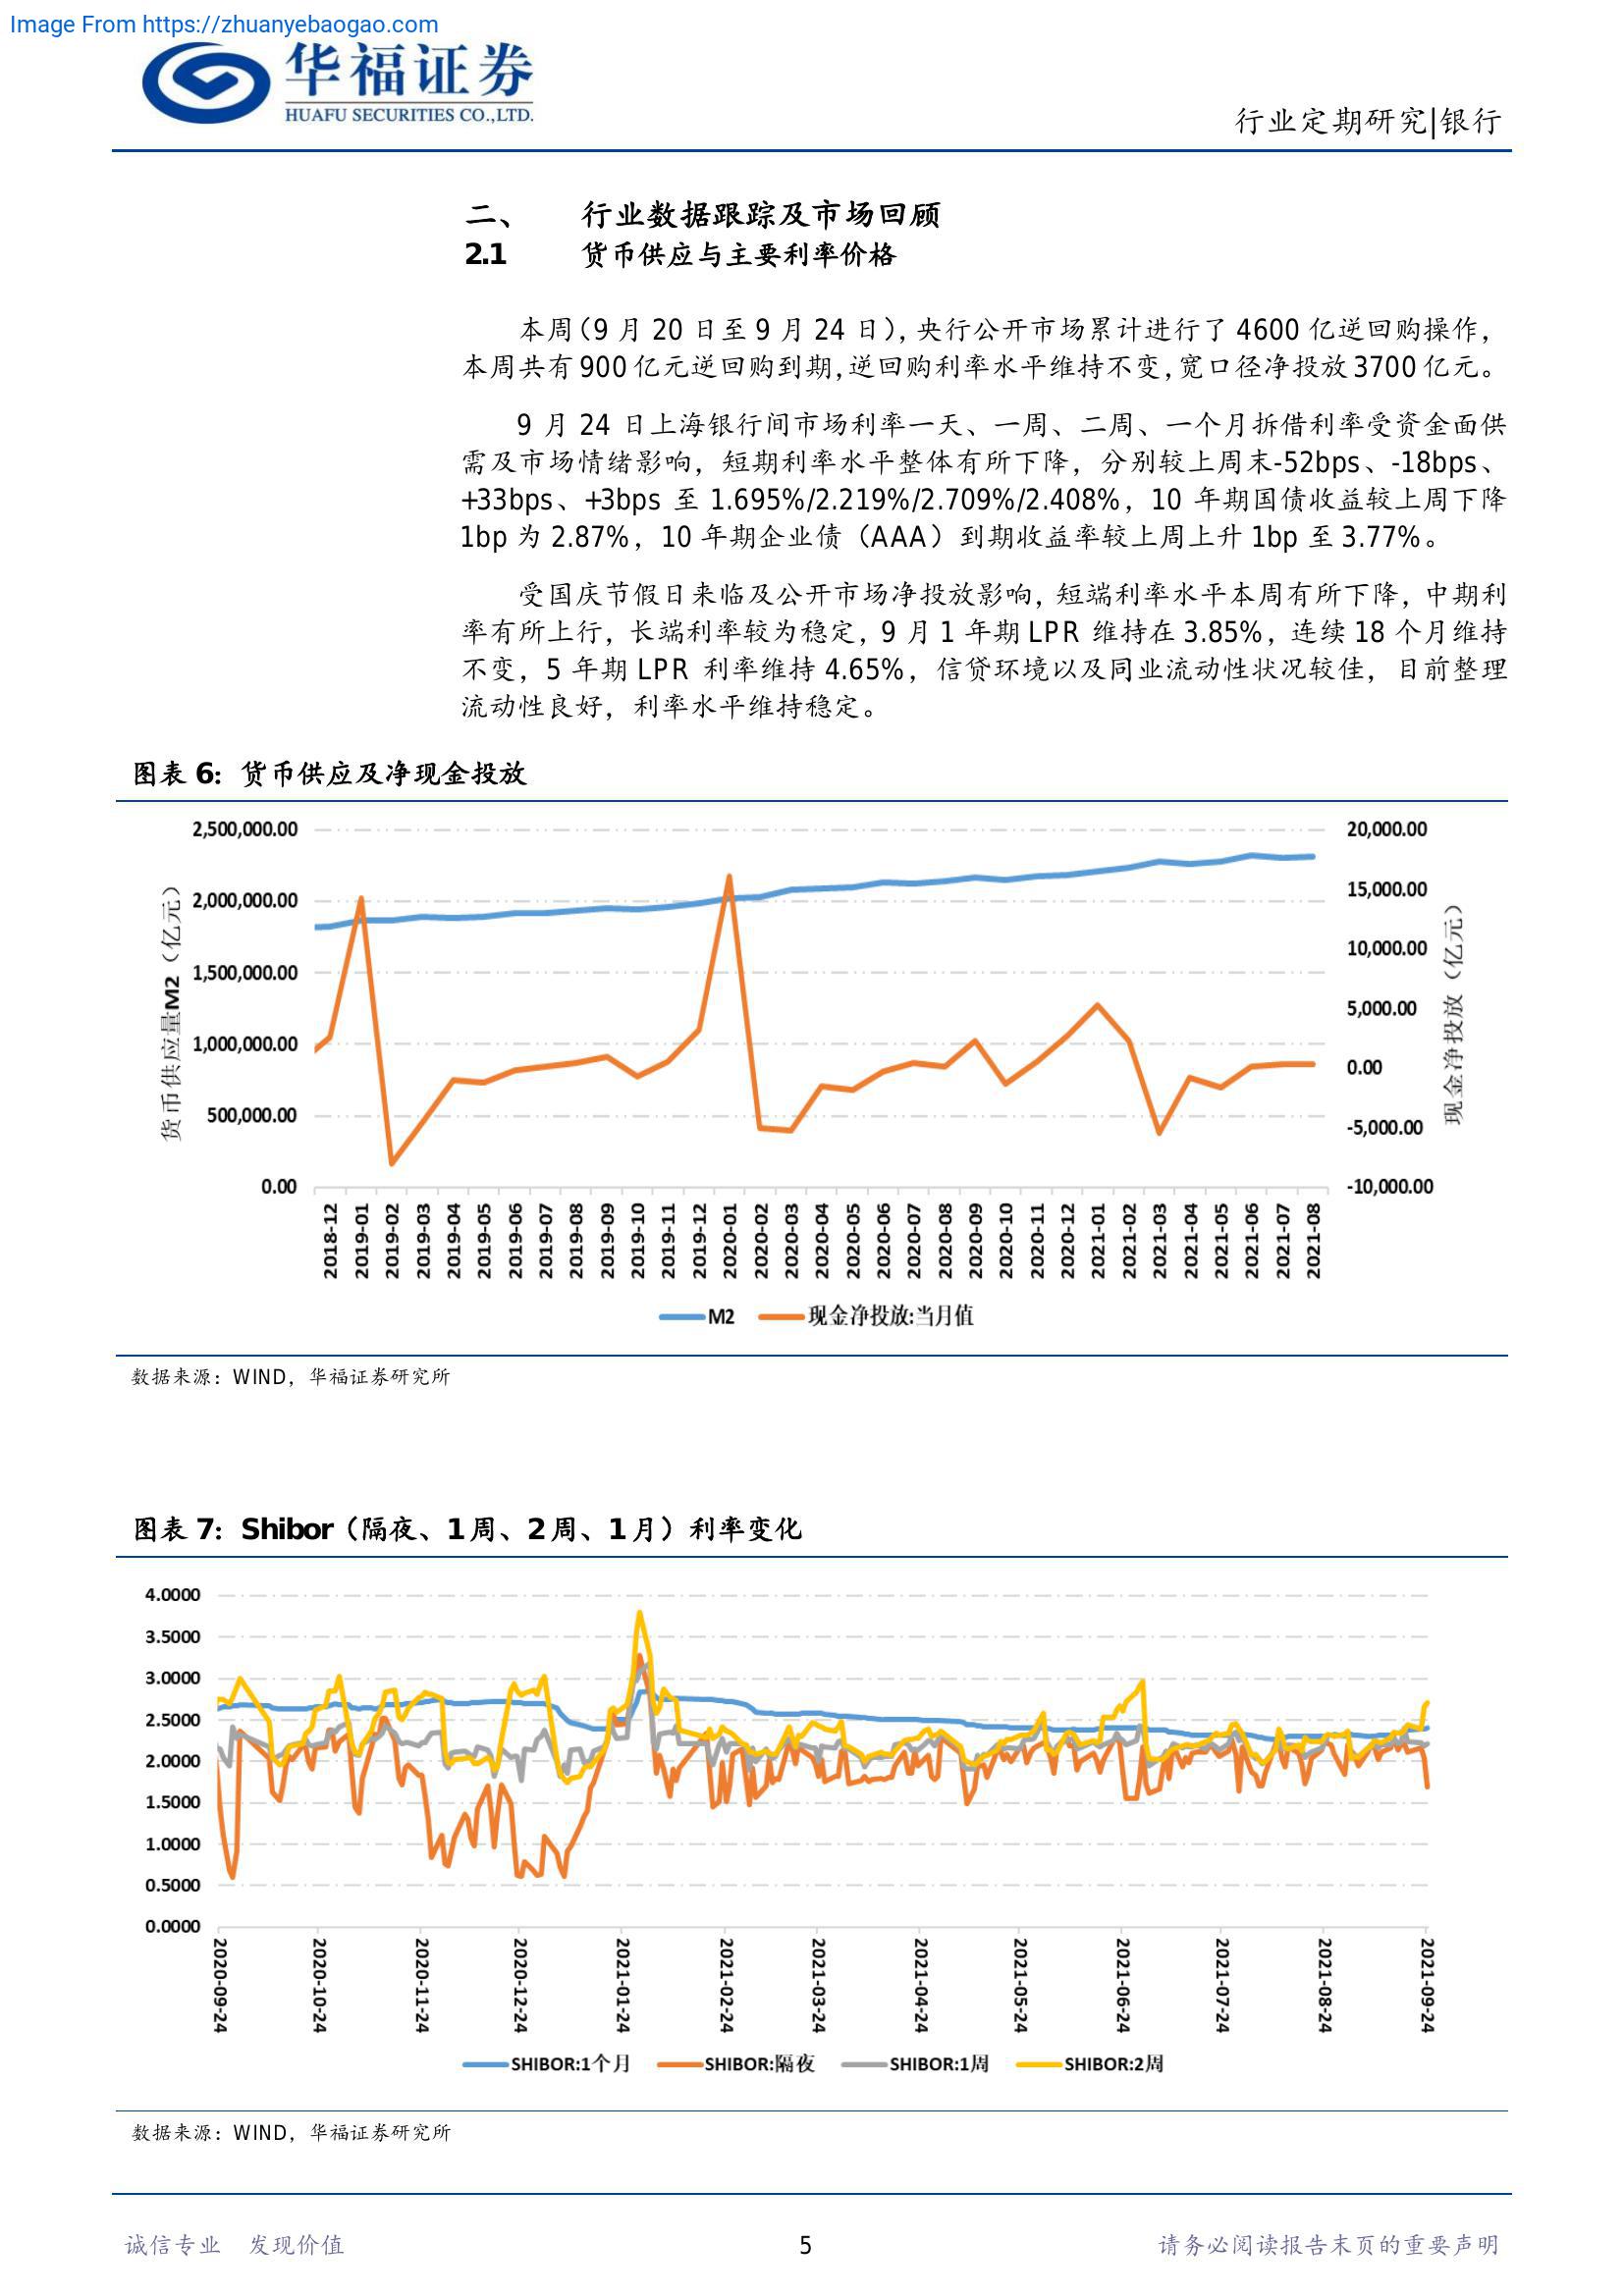 Image From https://zhuanyebaogao.com
华福证券
HUAFU SECURITIES CO.,LTD.
行业定期研究|银行
二、 行业数据跟踪及市场回顾
2.1 货币供应与主要利率价格
本周（9 月 20 日至 9 月 24 日），央行公开市场累计进行了 4600 亿逆回购操作，
本周共有 900 亿元逆回购到期，逆回购利率水平维持不变，宽口径净投放 3700 亿元。
9 月 24 日上海银行间市场利率一天、一周、二周、一个月拆借利率受资金面供
需及市场情绪影响，短期利率水平整体有所下降，分别较上周末-52bps、-18bps、
+33bps、+3bps 至 1.695%/2.219%/2.709%/2.408%，10 年期国债收益较上周下降
1bp 为 2.87%，10 年期企业债（AAA）到期收益率较上周上升 1bp 至 3.77%。
受国庆节假日来临及公开市场净投放影响，短端利率水平本周有所下降，中期利
率有所上行，长端利率较为稳定，9 月 1 年期 LPR 维持在 3.85%，连续 18 个月维持
不变，5 年期 LPR 利率维持 4.65%，信贷环境以及同业流动性状况较佳，目前整理
流动性良好，利率水平维持稳定。
图表 6：货币供应及净现金投放
货币供应量M2（亿元）
2,500,000.00
2,000,000.00
1,500,000.00
1,000,000.00
500,000.00
0.00
20,000.00
15,000.00
10,000.00
5,000.00
0.00
-5,000.00
-10,000.00
现金净投放（亿元）
2018-12
2019-01
2019-02
2019-03
2019-04
2019-05
2019-06
2019-07
2019-08
2019-09
2019-10
2019-11
2019-12
2020-01
2020-02
2020-03
2020-04
2020-05
2020-06
2020-07
2020-08
2020-09
2020-10
2020-11
2020-12
2021-01
2021-02
2021-03
2021-04
2021-05
2021-06
2021-07
2021-08
M2 现金净投放:当月值
数据来源：WIND，华福证券研究所
图表 7：Shibor（隔夜、1 周、2 周、1 月）利率变化
4.0000
3.5000
3.0000
2.5000
2.0000
1.5000
1.0000
0.5000
0.0000
2020-09-24
2020-10-24
2020-11-24
2020-12-24
2021-01-24
2021-02-24
2021-03-24
2021-04-24
2021-05-24
2021-06-24
2021-07-24
2021-08-24
2021-09-24
SHIBOR:1个月 SHIBOR:隔夜 SHIBOR:1周 SHIBOR:2周
数据来源：WIND，华福证券研究所
诚信专业 发现价值 5 请务必阅读报告末页的重要声明